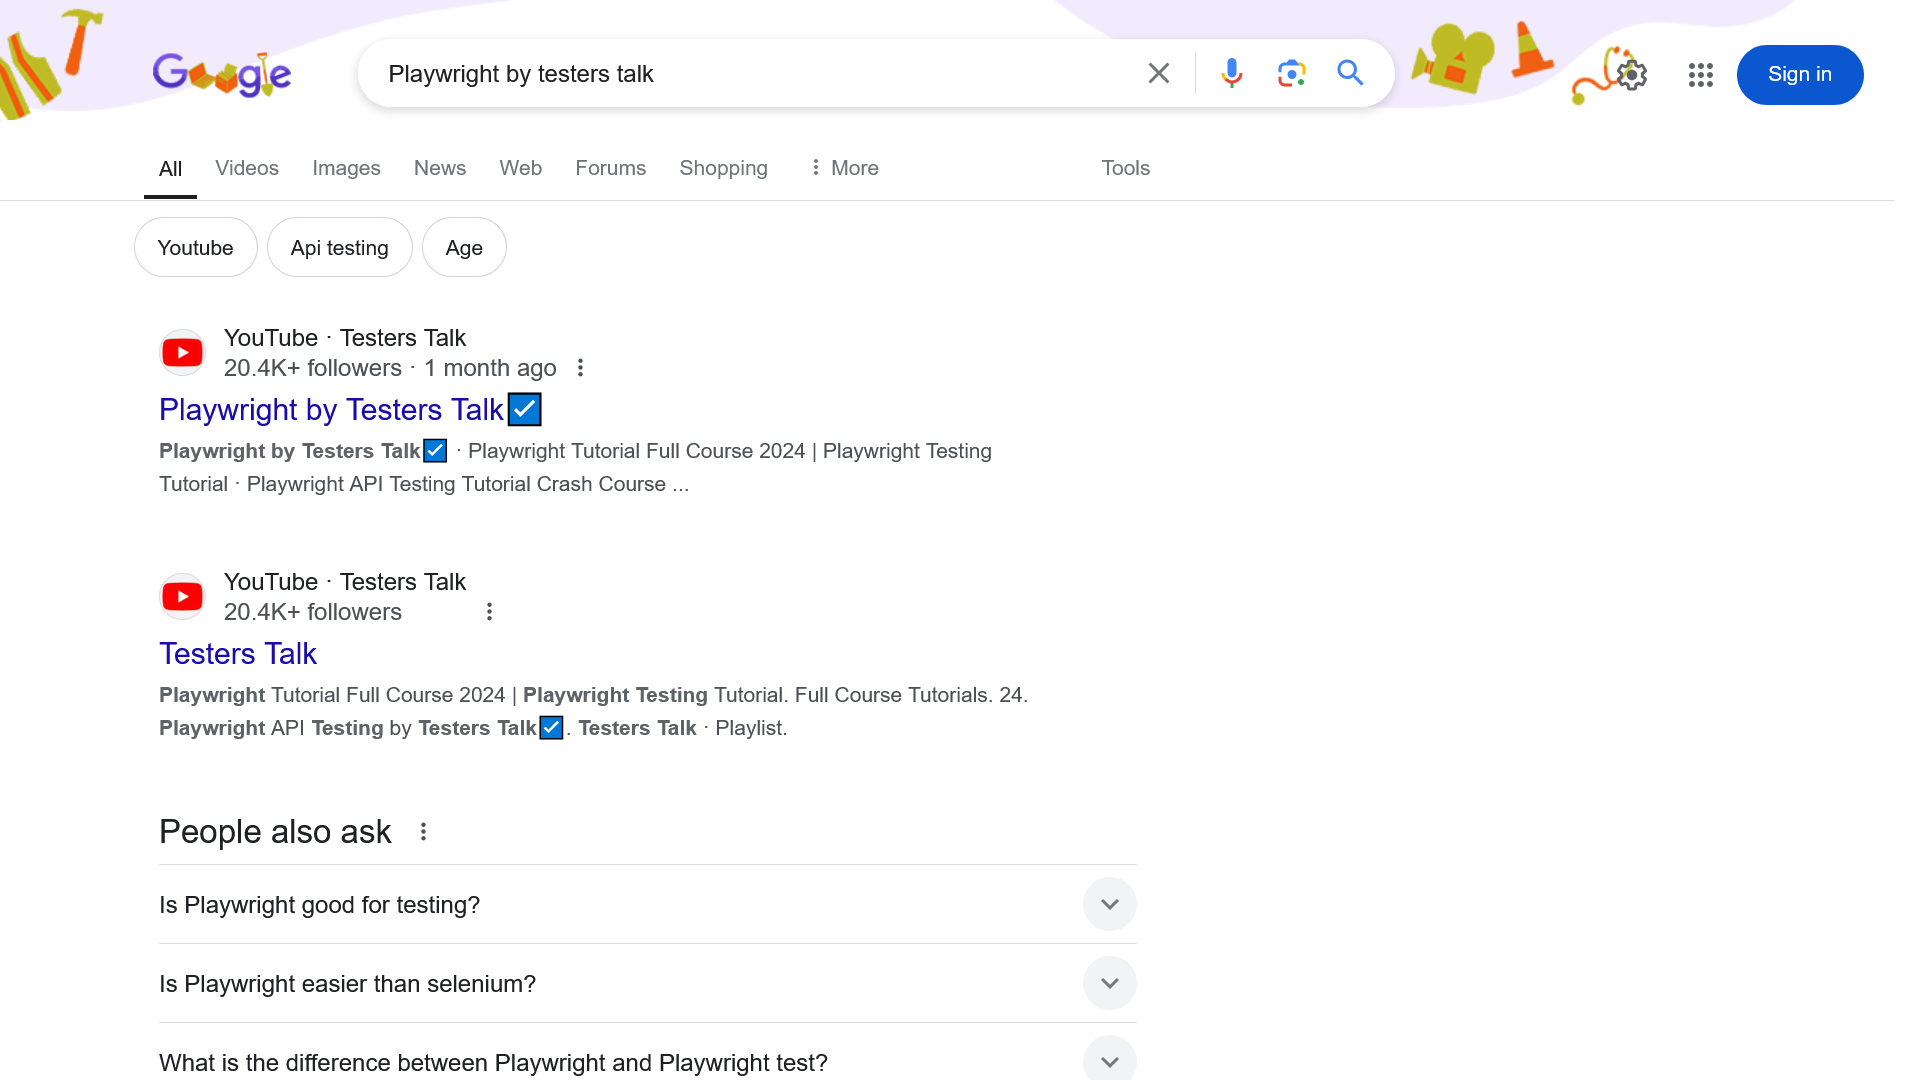 Google
Playwright by testers talk
Sign in
All
Videos
Images
News
Web
Forums
Shopping
More
Tools
Youtube
Api testing
Age
YouTube · Testers Talk
20.4K+ followers · 1 month ago
Playwright by Testers Talk☑️
Playwright by Testers Talk☑️ · Playwright Tutorial Full Course 2024 | Playwright Testing
Tutorial · Playwright API Testing Tutorial Crash Course ...
YouTube · Testers Talk
20.4K+ followers
Testers Talk
Playwright Tutorial Full Course 2024 | Playwright Testing Tutorial. Full Course Tutorials. 24.
Playwright API Testing by Testers Talk☑️. Testers Talk · Playlist.
People also ask
Is Playwright good for testing?
Is Playwright easier than selenium?
What is the difference between Playwright and Playwright test?